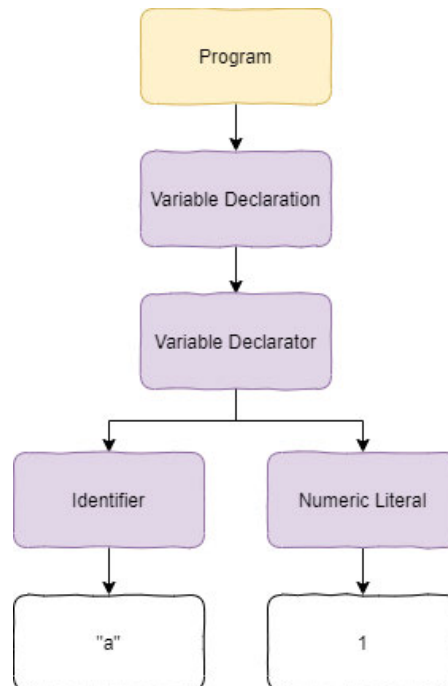 Program
Variable Declaration
Variable Declarator
Identifier
Numeric Literal
"a"
1